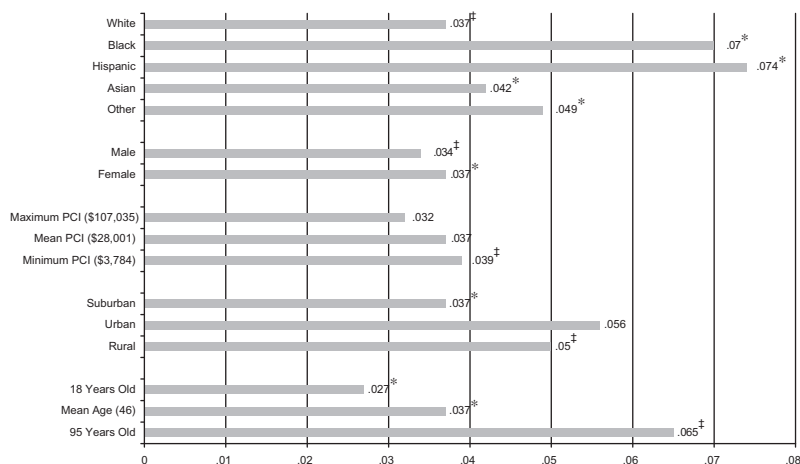 White .037‡
Black .07*
Hispanic .074*
Asian .042*
Other .049*
Male .034‡
Female .037*
Maximum PCI ($107,035) .032
Mean PCI ($28,001) .037
Minimum PCI ($3,784) .039‡
Suburban .037*
Urban .056
Rural .05‡
18 Years Old .027*
Mean Age (46) .037*
95 Years Old .065‡
0 .01 .02 .03 .04 .05 .06 .07 .08